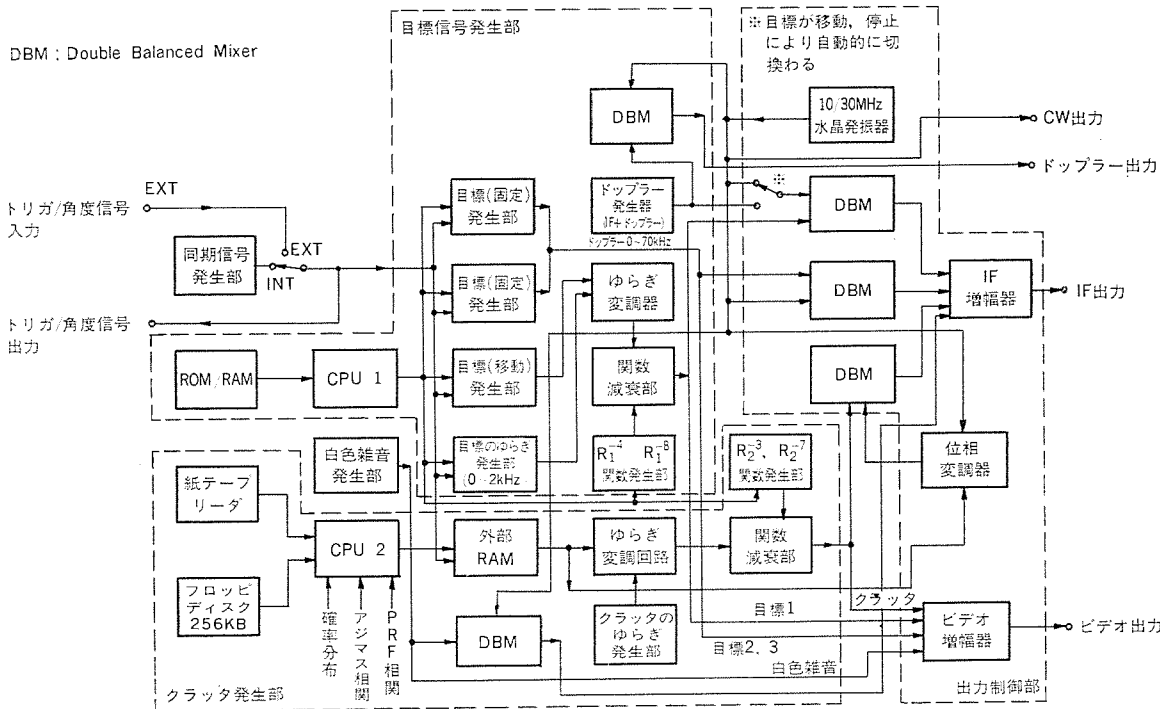 DBM : Double Balanced Mixer
目標信号発生部
※目標が移動, 停止
により自動的に切
換わる
10/30MHz
水晶発振器
DBM
CW出力
ドップラー出力
EXT
トリガ/角度信号
入力
同期信号
発生部
EXT
INT
トリガ/角度信号
出力
目標(固定)
発生部
ドップラー
発生器
(IF+ドップラー)
ドップラー0~70kHz
※
DBM
目標(固定)
発生部
ゆらぎ
変調器
DBM
IF
増幅器
IF出力
ROM/RAM
CPU 1
目標(移動)
発生部
関数
減衰部
DBM
白色雑音
発生部
目標のゆらぎ
発生部
(0~2kHz)
R₁⁻⁴ R₁⁻⁸
関数発生部
R₂⁻³, R₂⁻⁷
関数発生部
位相
変調器
紙テープ
リーダ
CPU 2
外部
RAM
ゆらぎ
変調回路
関数
減衰部
フロッピ
ディスク
256KB
確率分布
アジマス相関
PRF相関
DBM
クラッタの
ゆらぎ
発生部
クラッタ
目標1
目標2、3
白色雑音
ビデオ
増幅器
ビデオ出力
クラッタ発生部
出力制御部